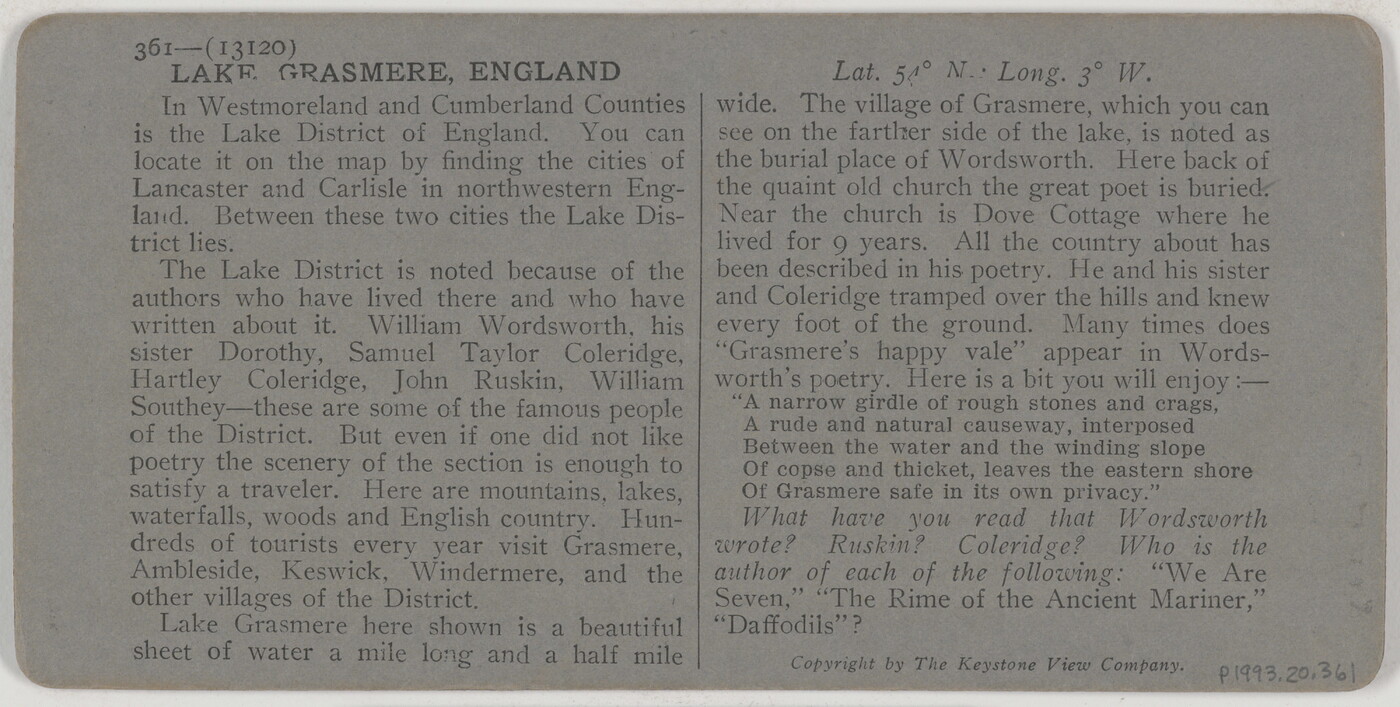 361—(13120)
LAKE GRASMERE, ENGLAND
In Westmoreland and Cumberland Counties
is the Lake District of England. You can
locate it on the map by finding the cities of
Lancaster and Carlisle in northwestern Eng-
land. Between these two cities the Lake Dis-
trict lies.
The Lake District is noted because of the
authors who have lived there and who have
written about it. William Wordsworth, his
sister Dorothy, Samuel Taylor Coleridge,
Hartley Coleridge, John Ruskin, William
Southey—these are some of the famous people
of the District. But even if one did not like
poetry the scenery of the section is enough to
satisfy a traveler. Here are mountains, lakes,
waterfalls, woods and English country. Hun-
dreds of tourists every year visit Grasmere,
Ambleside, Keswick, Windermere, and the
other villages of the District.
Lake Grasmere here shown is a beautiful
sheet of water a mile long and a half mile
Lat. 54° N.; Long. 3° W.
wide. The village of Grasmere, which you can
see on the farther side of the lake, is noted as
the burial place of Wordsworth. Here back of
the quaint old church the great poet is buried.
Near the church is Dove Cottage where he
lived for 9 years. All the country about has
been described in his poetry. He and his sister
and Coleridge tramped over the hills and knew
every foot of the ground. Many times does
"Grasmere's happy vale" appear in Words-
worth's poetry. Here is a bit you will enjoy:—
"A narrow girdle of rough stones and crags,
A rude and natural causeway, interposed
Between the water and the winding slope
Of copse and thicket, leaves the eastern shore
Of Grasmere safe in its own privacy."
What have you read that Wordsworth
wrote? Ruskin? Coleridge? Who is the
author of each of the following: "We Are
Seven," "The Rime of the Ancient Mariner,"
"Daffodils"?
Copyright by The Keystone View Company.
P1993.20.361